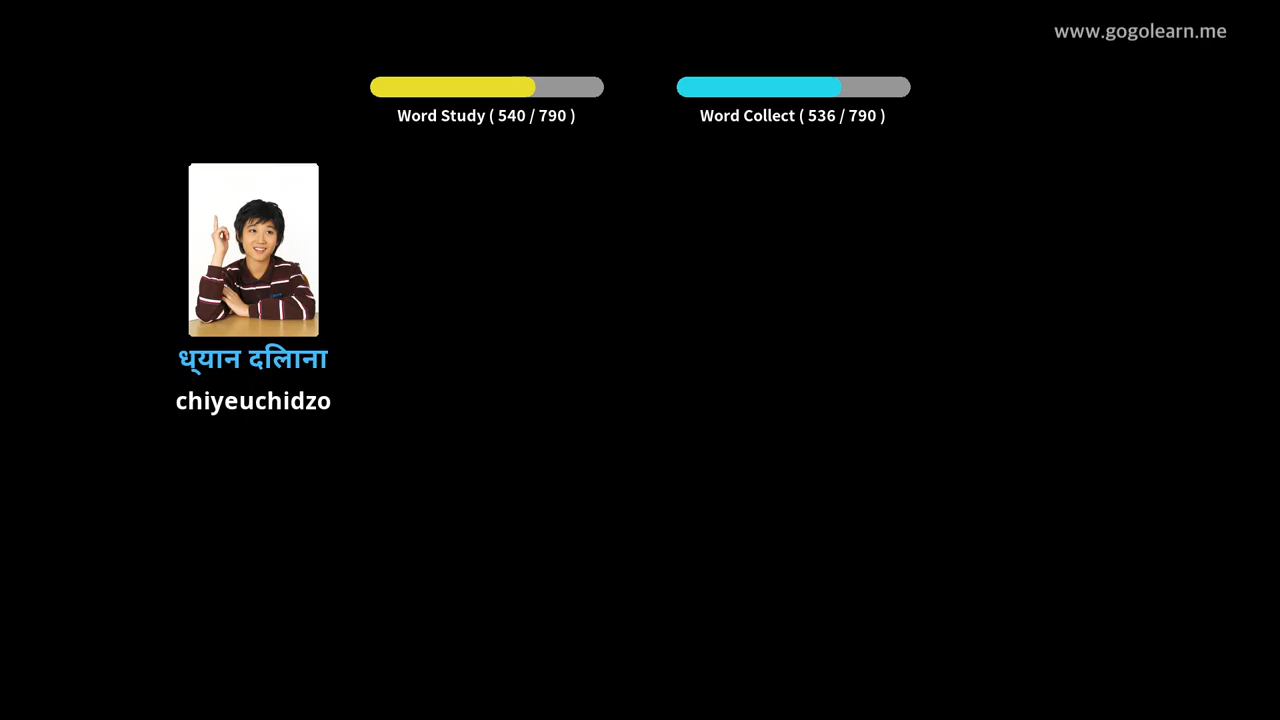 www.gogolearn.me
Word Study ( 540 / 790 )
Word Collect ( 536 / 790 )
ध्यान दिलाना
chiyeuchidzo